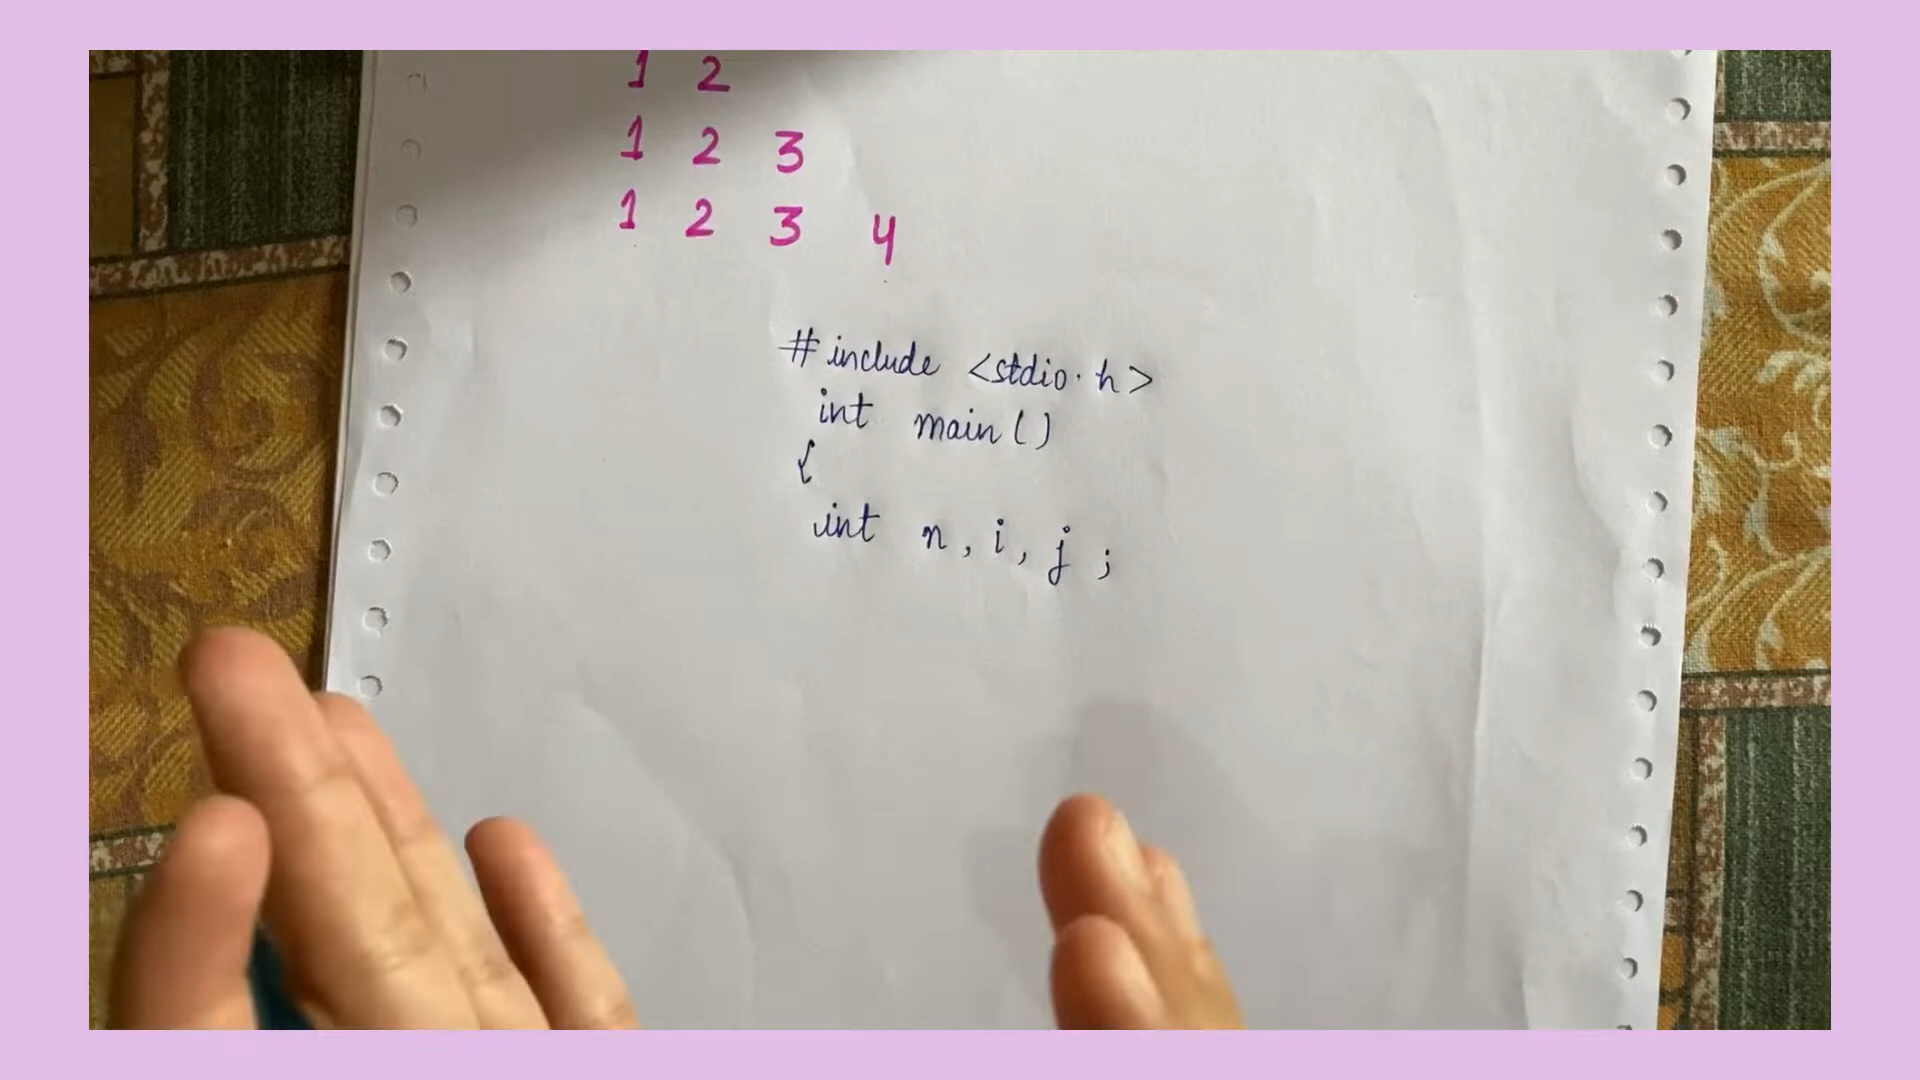 1 2
1 2 3
1 2 3 4
#include <stdio.h>
int main()
{
int n, i, j ;